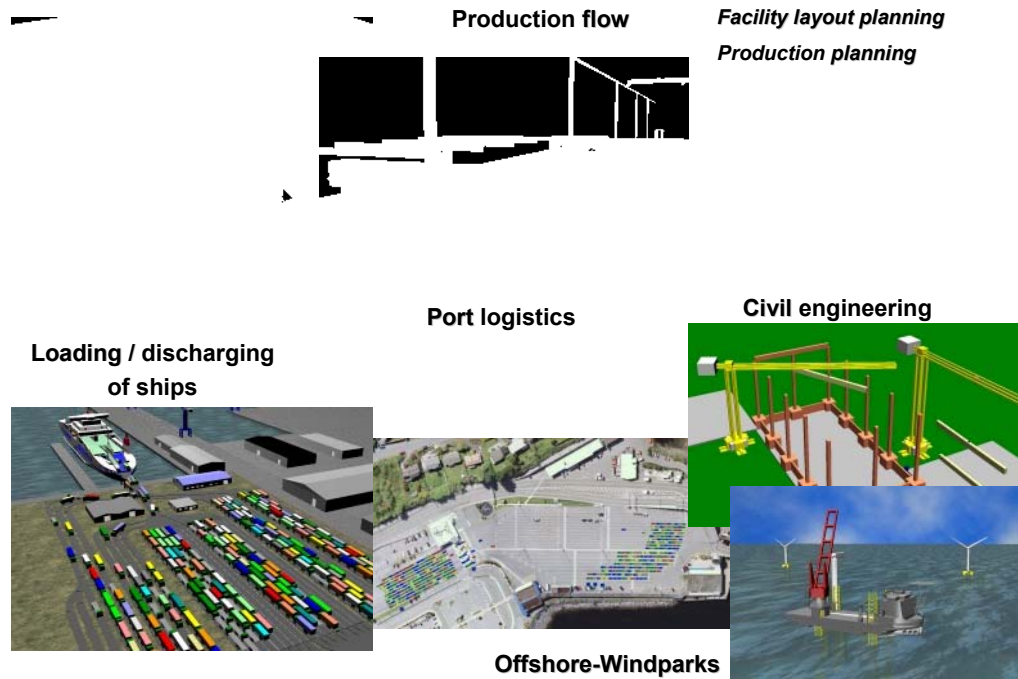 Production flow
Facility layout planning
Production planning
Port logistics
Civil engineering
Loading / discharging
of ships
Offshore-Windparks